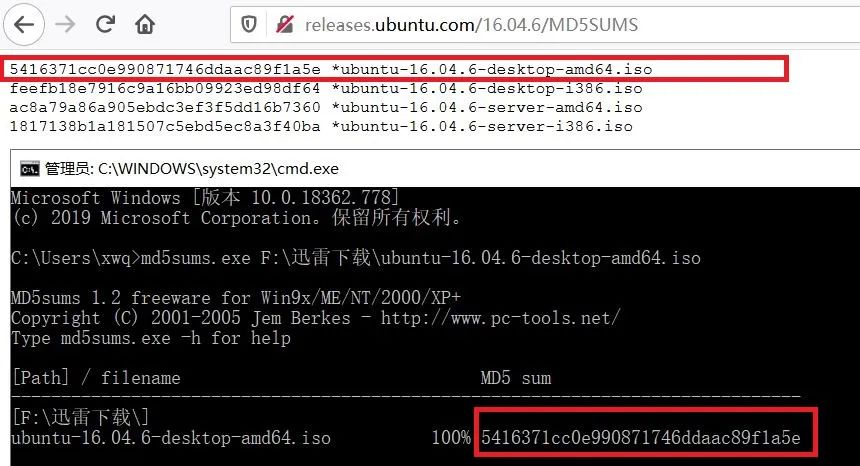 releases.ubuntu.com/16.04.6/MD5SUMS
5416371cc0e990871746ddaac89f1a5e *ubuntu-16.04.6-desktop-amd64.iso
feefb18e7916c9a16bb09923ed98df64 *ubuntu-16.04.6-desktop-i386.iso
ac8a79a86a905ebdc3ef3f5dd16b7360 *ubuntu-16.04.6-server-amd64.iso
1817138b1a181507c5ebd5ec8a3f40ba *ubuntu-16.04.6-server-i386.iso
管理员: C:\WINDOWS\system32\cmd.exe
Microsoft Windows [版本 10.0.18362.778]
(c) 2019 Microsoft Corporation。保留所有权利。
C:\Users\xwq>md5sums.exe F:\迅雷下载\ubuntu-16.04.6-desktop-amd64.iso
MD5sums 1.2 freeware for Win9x/ME/NT/2000/XP+
Copyright (C) 2001-2005 Jem Berkes - http://www.pc-tools.net/
Type md5sums.exe -h for help
[Path] / filename MD5 sum
-------------------------------------------------------------------------------
[F:\迅雷下载\]
ubuntu-16.04.6-desktop-amd64.iso 100% 5416371cc0e990871746ddaac89f1a5e